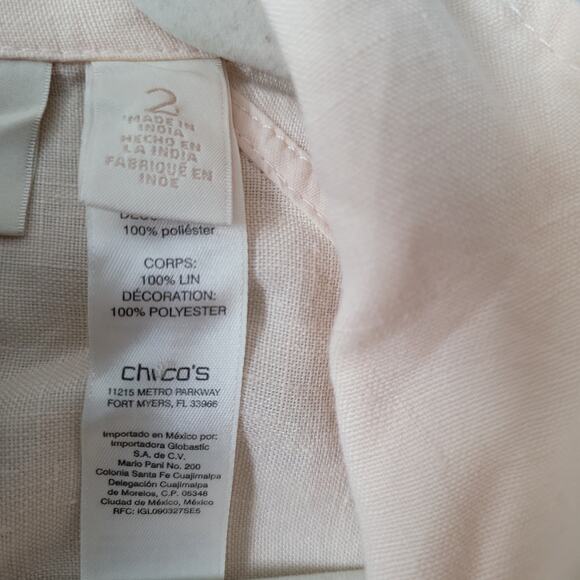 2
MADE IN
INDIA
HECHO EN
LA INDIA
FABRIQUÉ EN
INDE
100% poliéster
CORPS:
100% LIN
DÉCORATION:
100% POLYESTER
chico's
11215 METRO PARKWAY
FORT MYERS, FL 33966
Importado en México por:
Importadora Globastic
S.A. de C.V.
Mario Pani No. 200
Colonia Santa Fe Cuajimalpa
Delegación Cuajimalpa
de Morelos, C.P. 05348
Ciudad de México, México
RFC: IGL090327SE5